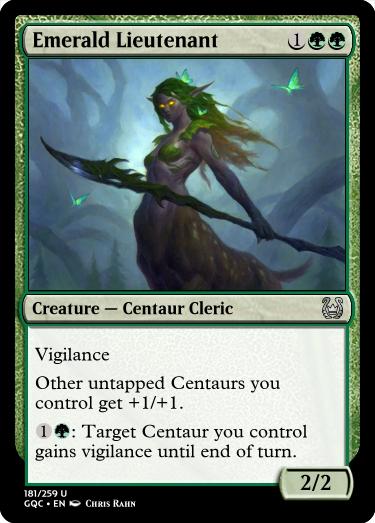 Emerald Lieutenant 1
Creature — Centaur Cleric
Vigilance
Other untapped Centaurs you
control get +1/+1.
1 : Target Centaur you control
gains vigilance until end of turn.
2/2
181/259 U
GQC • EN Chris Rahn